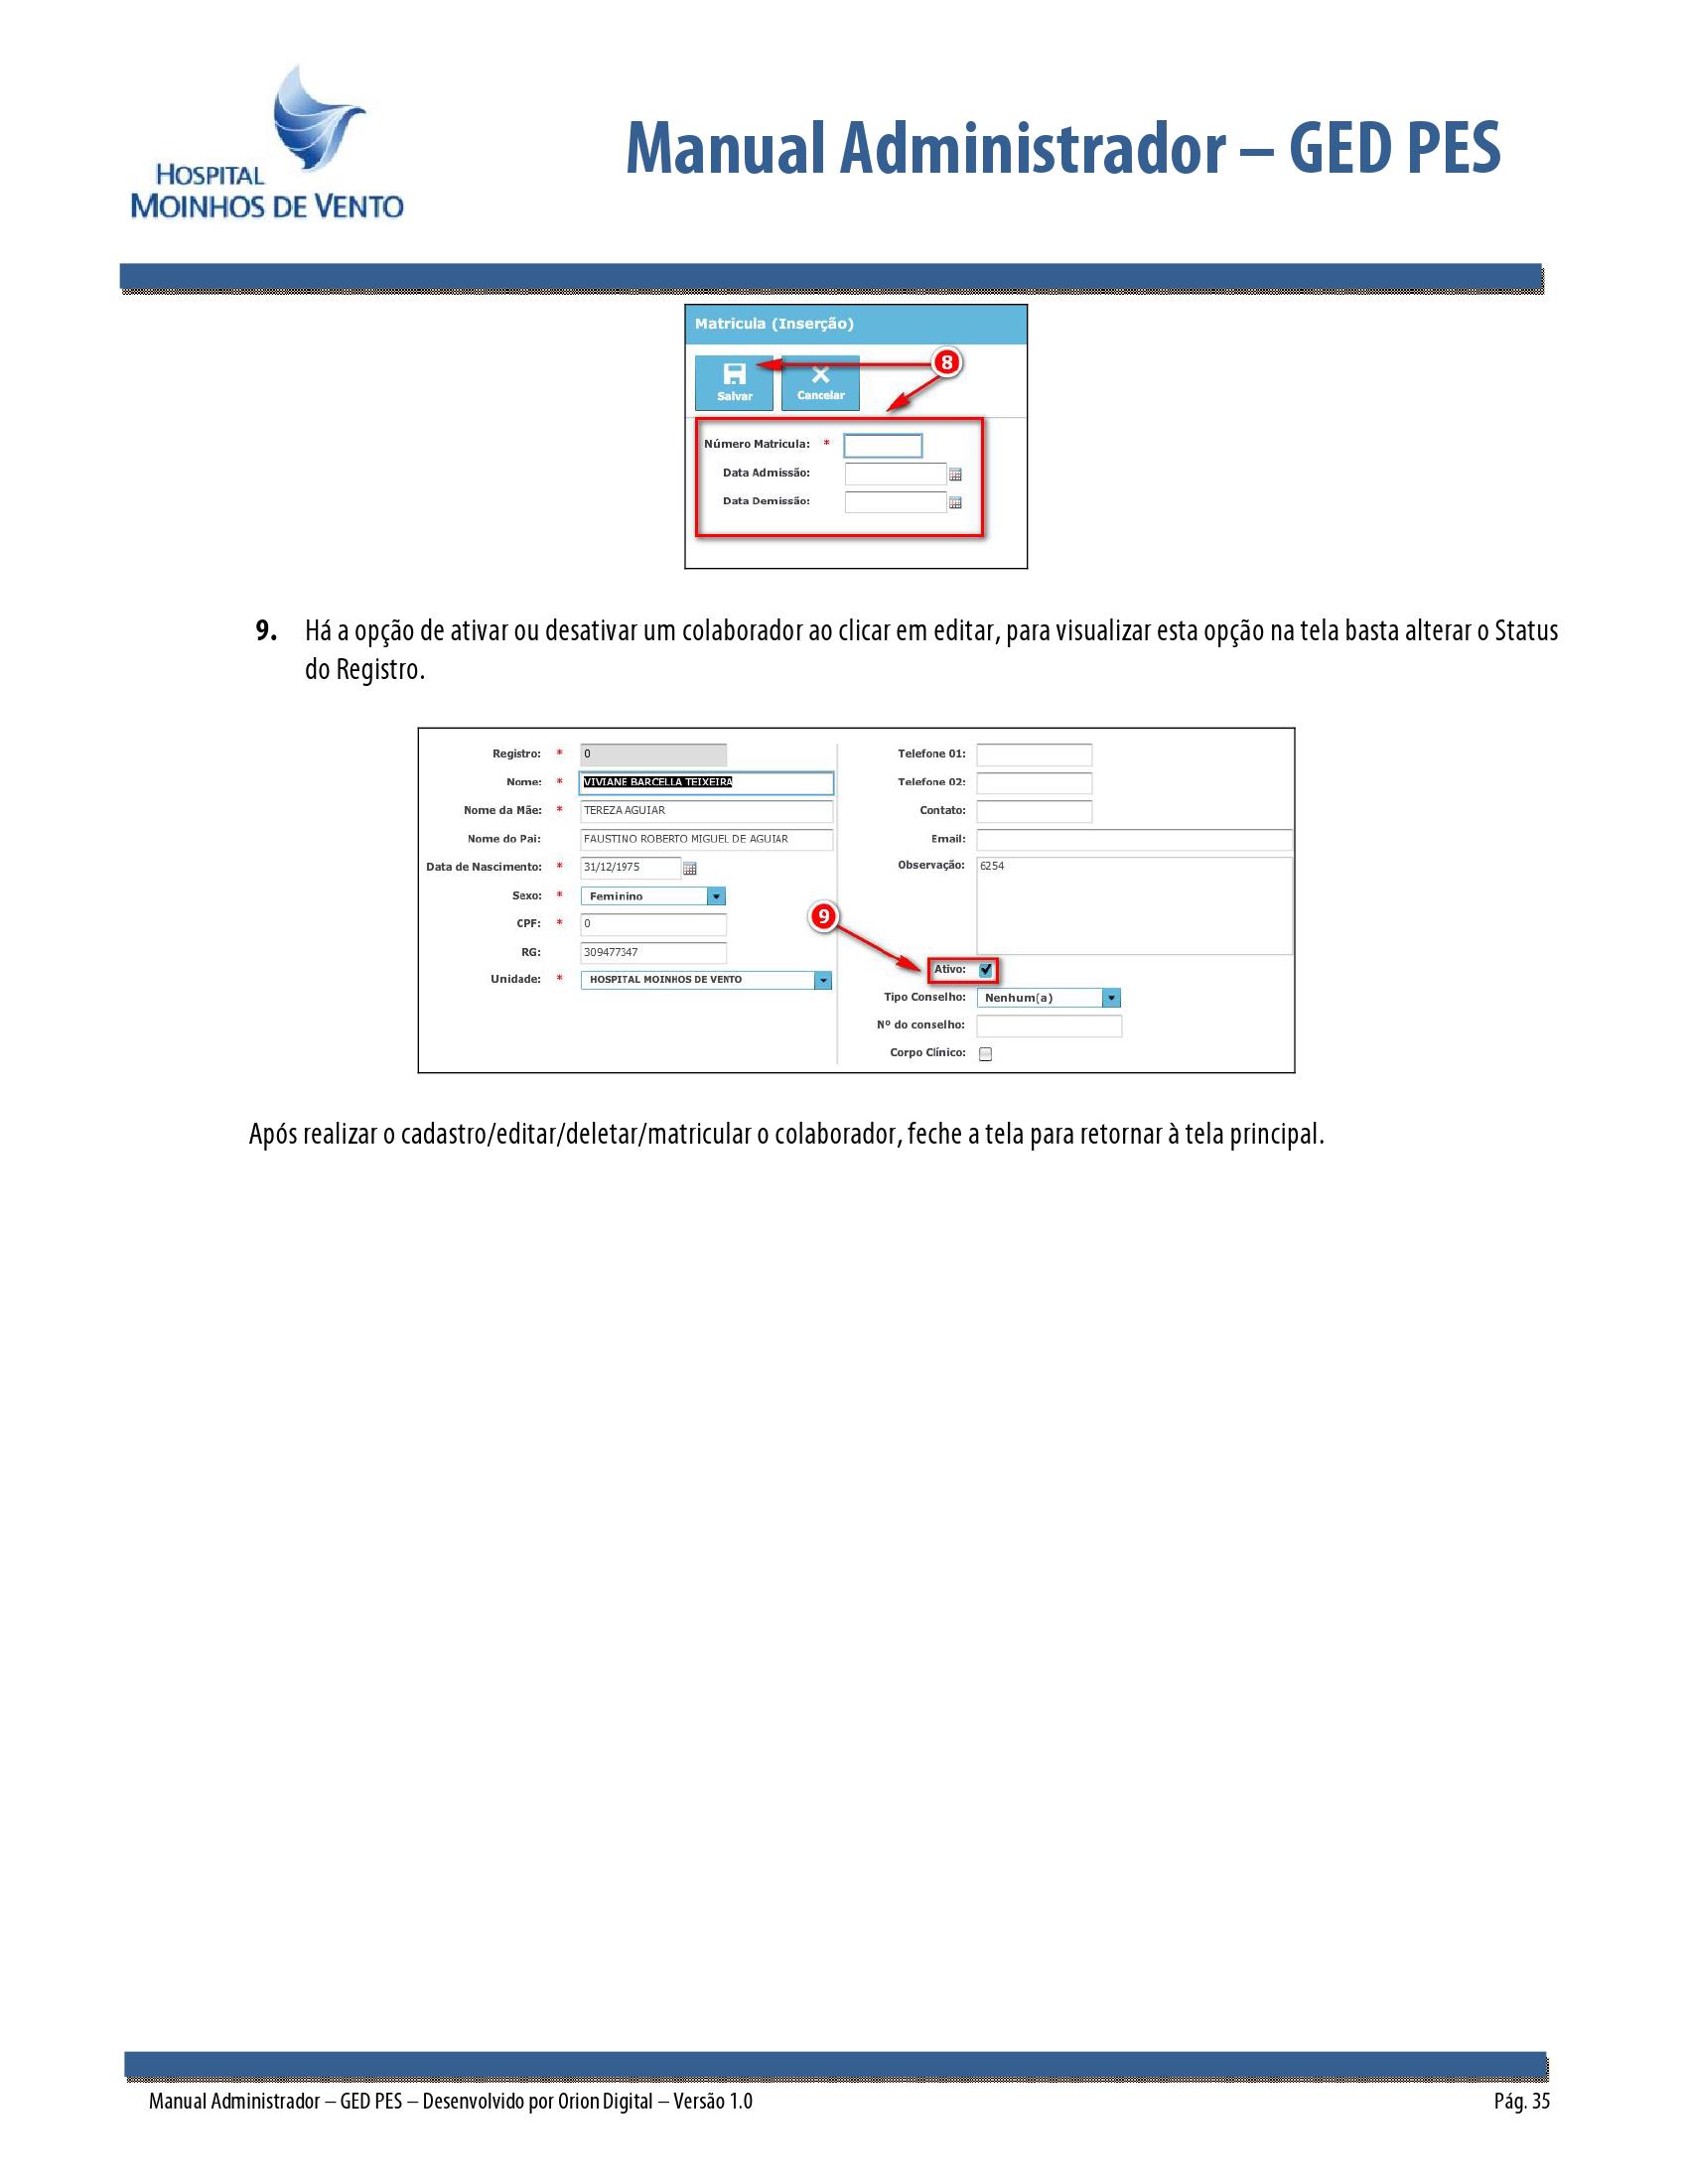 HOSPITAL
MOINHOS DE VENTO
Manual Administrador – GED PES
Matricula (Inserção)
8
Salvar
Cancelar
Número Matricula: *
Data Admissão:
Data Demissão:
9. Há a opção de ativar ou desativar um colaborador ao clicar em editar, para visualizar esta opção na tela basta alterar o Status
do Registro.
Registro: * 0
Nome: * VIVIANE BARCELLA TEIXEIRA
Nome da Mãe: * TEREZA AGUIAR
Nome do Pai: FAUSTINO ROBERTO MIGUEL DE AGUIAR
Data de Nascimento: * 31/12/1975
Sexo: * Feminino
CPF: * 0
RG: 309477347
Unidade: * HOSPITAL MOINHOS DE VENTO
Telefone 01:
Telefone 02:
Contato:
Email:
Observação: 6254
9
Ativo:
Tipo Conselho: Nenhum(a)
Nº do conselho:
Corpo Clínico:
Após realizar o cadastro/editar/deletar/matricular o colaborador, feche a tela para retornar à tela principal.
Manual Administrador – GED PES – Desenvolvido por Orion Digital – Versão 1.0
Pág. 35